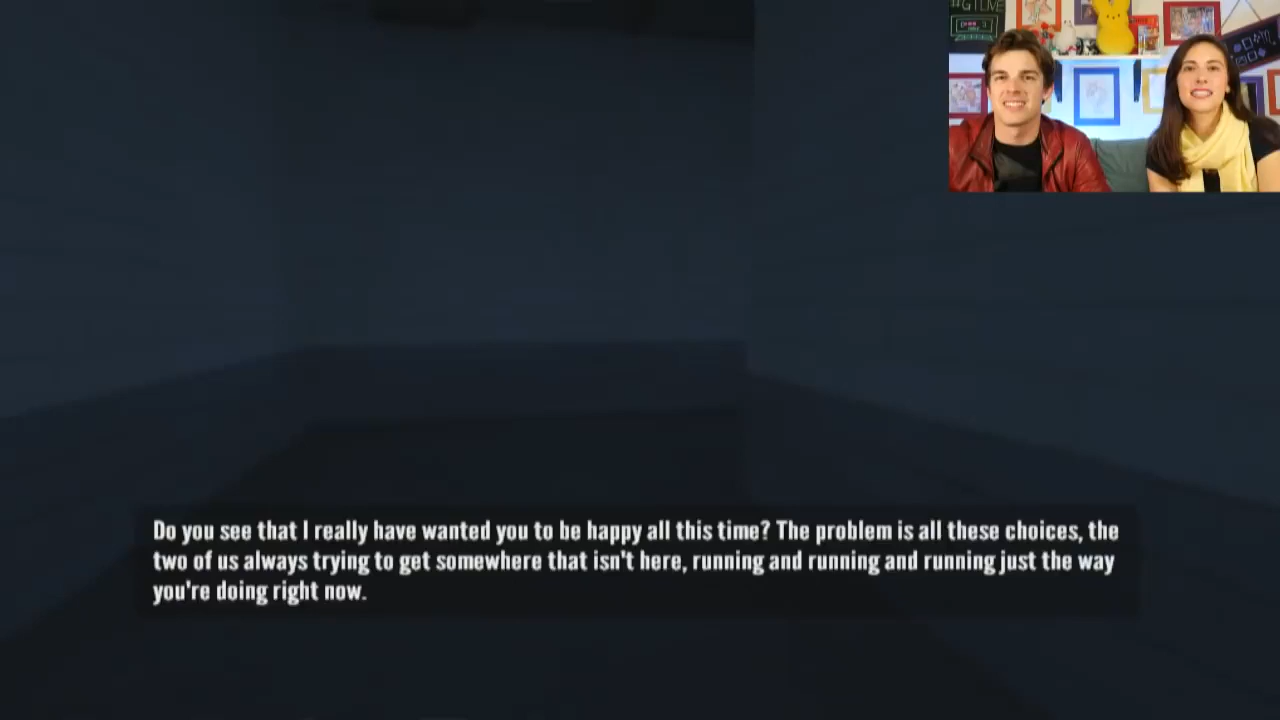 #GTLIVE
Do you see that I really have wanted you to be happy all this time? The problem is all these choices, the
two of us always trying to get somewhere that isn't here, running and running and running just the way
you're doing right now.